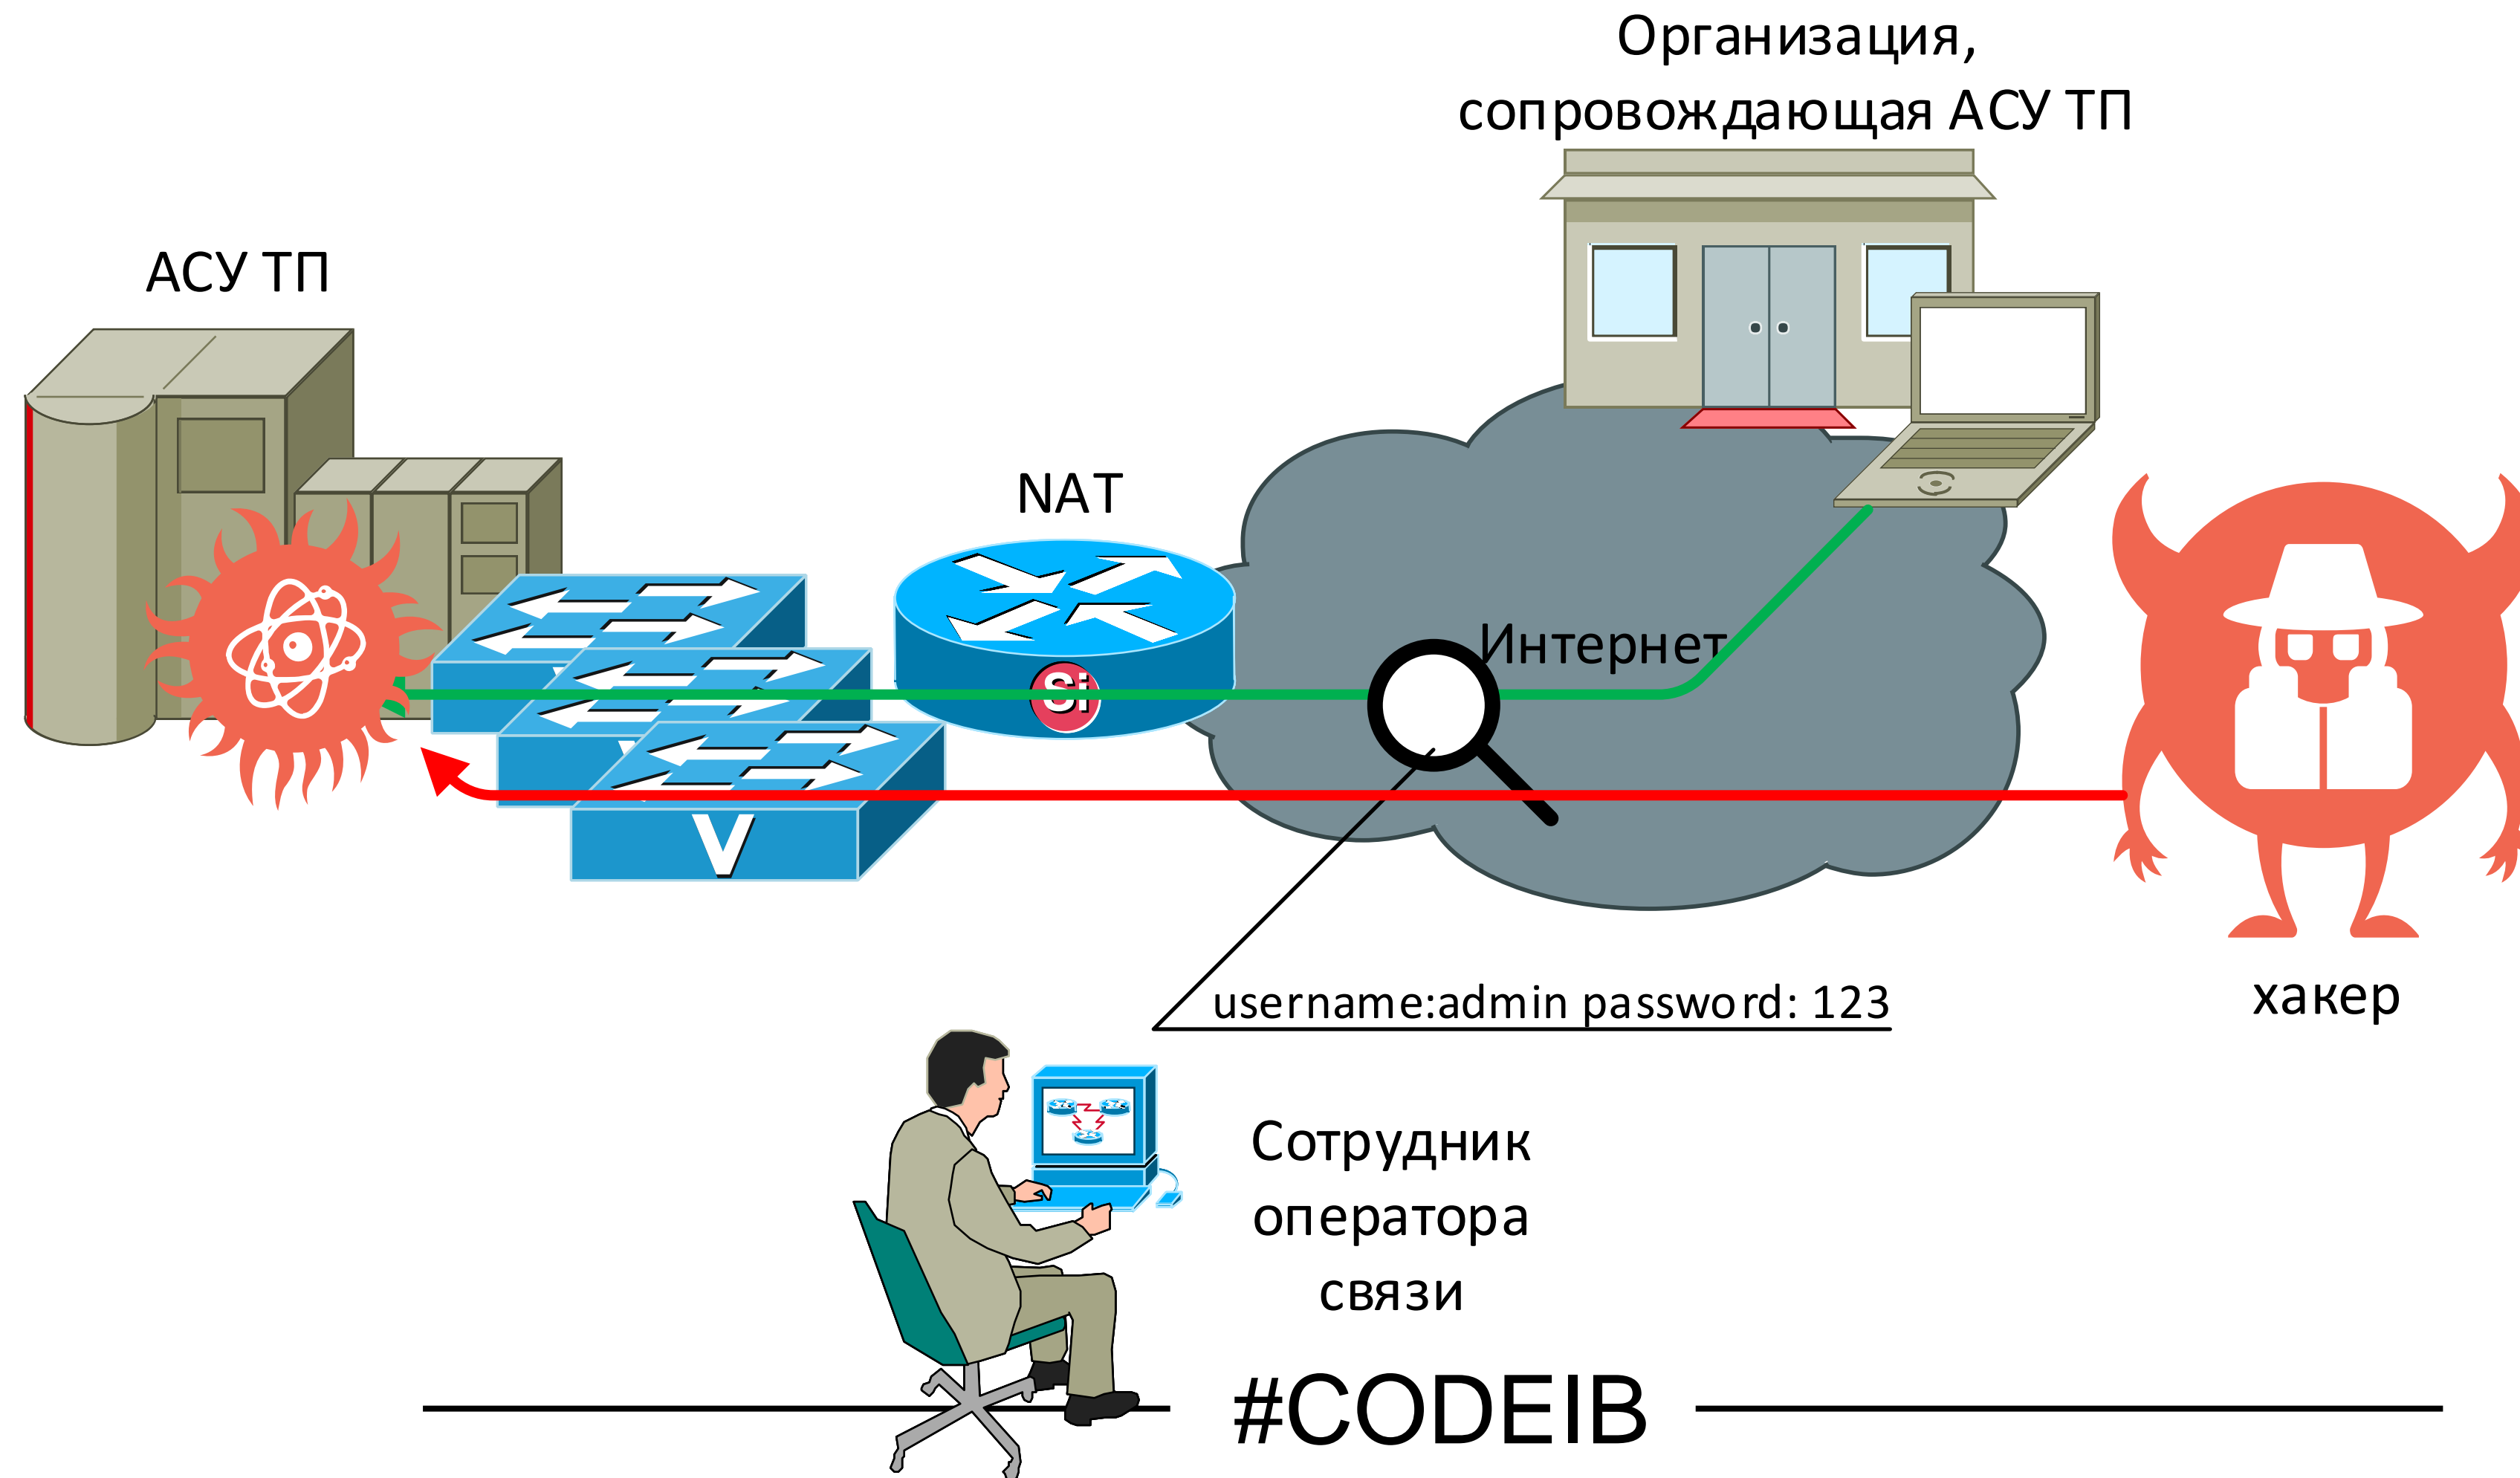 Организация,
сопровождающая АСУ ТП
АСУ ТП
NAT
Интернет
Si
V
username:admin password: 123
хакер
Сотрудник
оператора
связи
#CODEIB